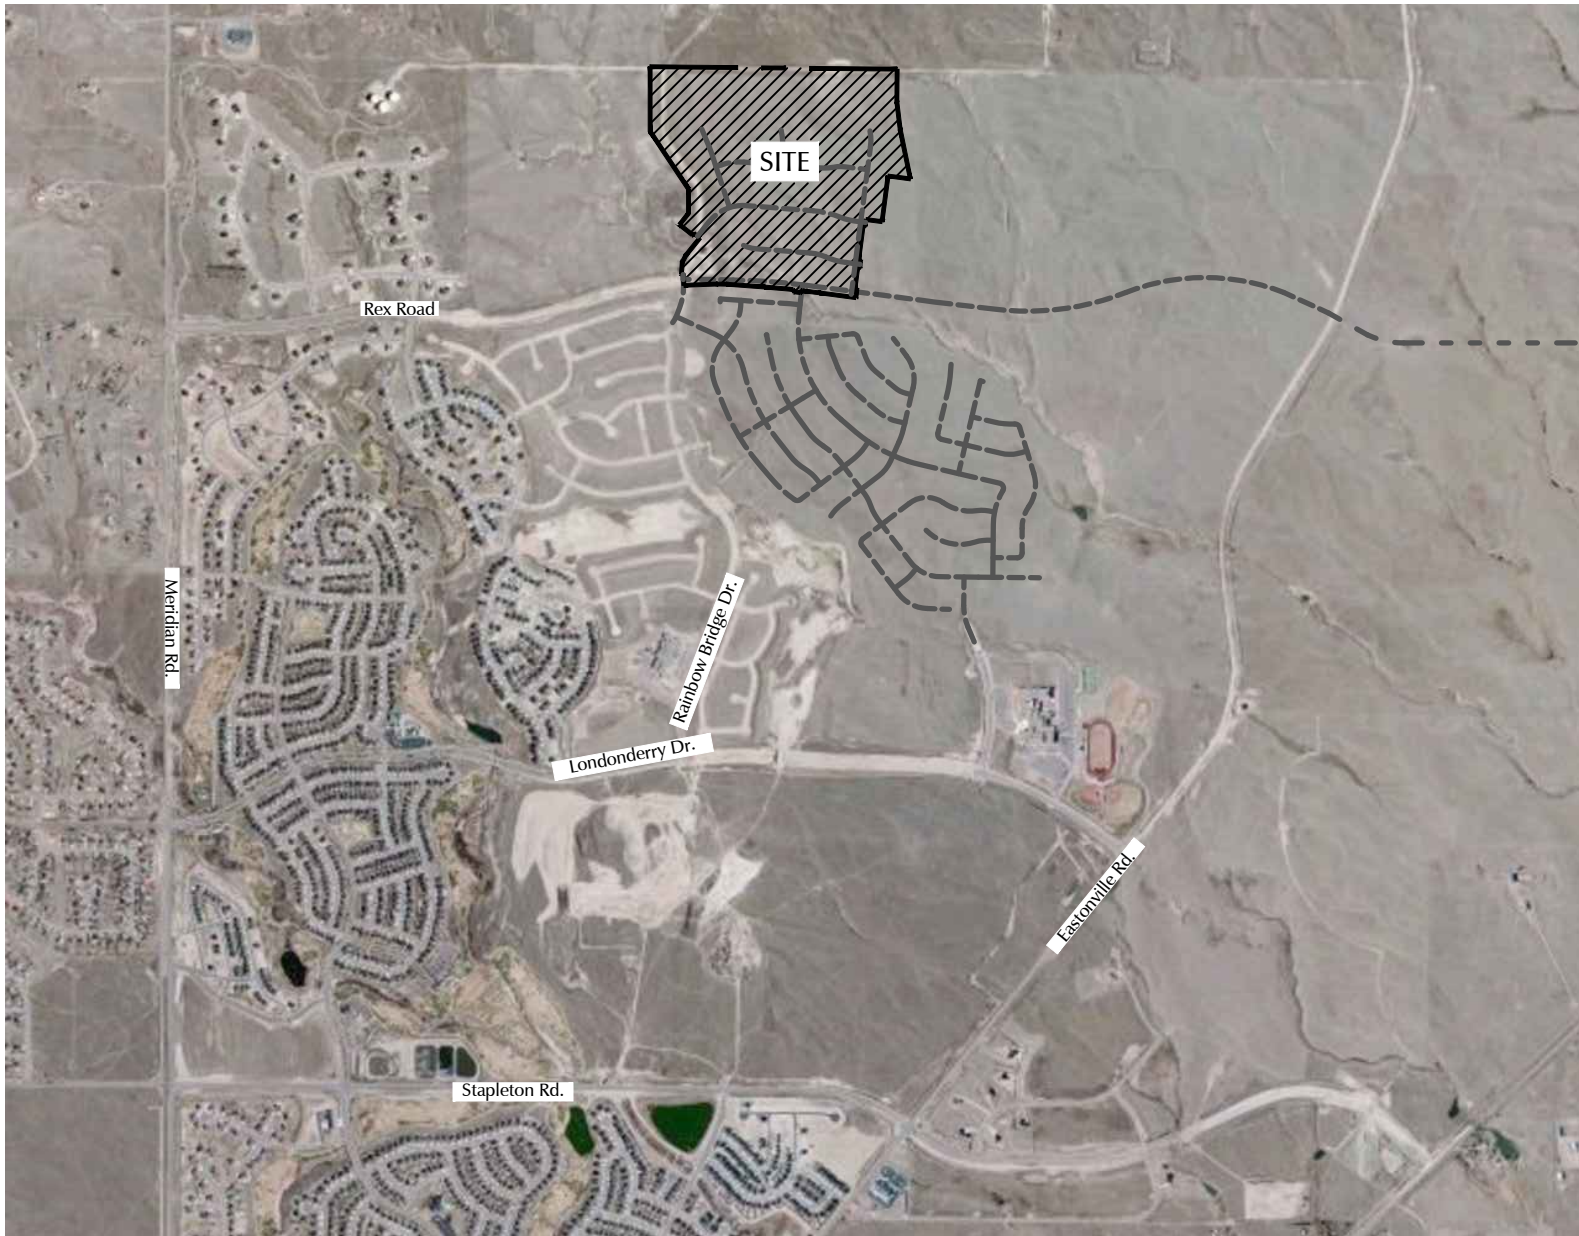 SITE
Rex Road
Meridian Rd.
Rainbow Bridge Dr.
Londonderry Dr.
Eastonville Rd.
Stapleton Rd.